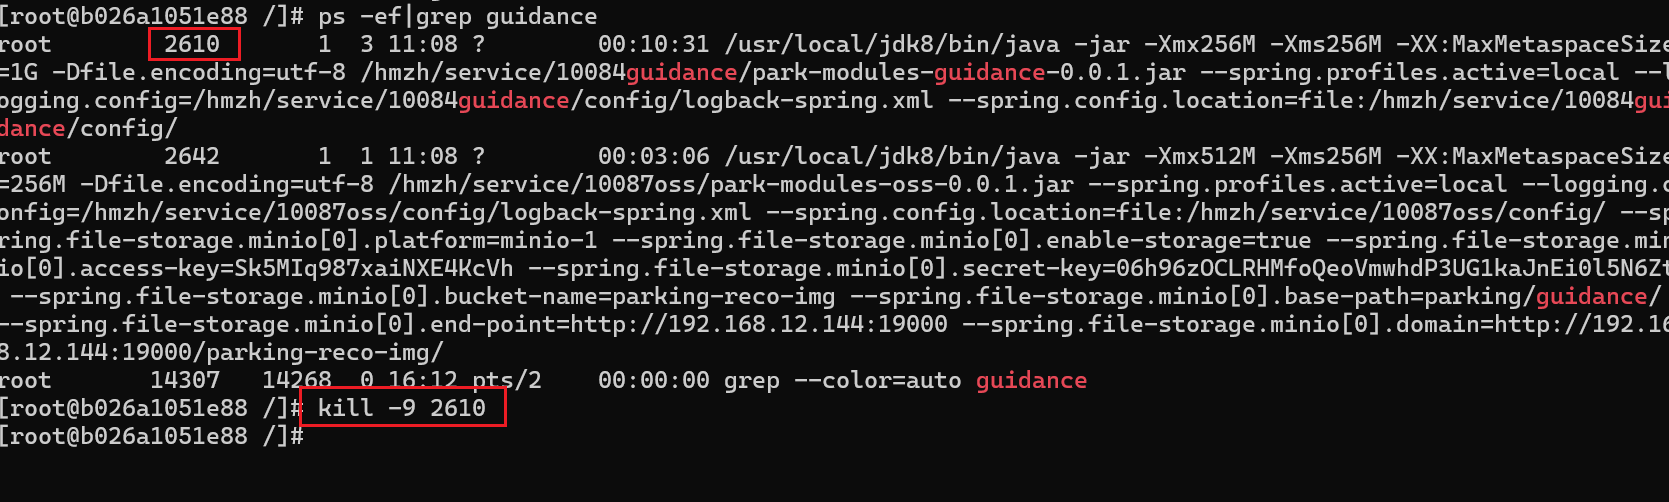 [root@b026a1051e88 /]# ps -ef|grep guidance
root        2610       1  3 11:08 ?        00:10:31 /usr/local/jdk8/bin/java -jar -Xmx256M -Xms256M -XX:MaxMetaspaceSize
=1G -Dfile.encoding=utf-8 /hmzh/service/10084guidance/park-modules-guidance-0.0.1.jar --spring.profiles.active=local --l
ogging.config=/hmzh/service/10084guidance/config/logback-spring.xml --spring.config.location=file:/hmzh/service/10084gui
dance/config/
root        2642       1  1 11:08 ?        00:03:06 /usr/local/jdk8/bin/java -jar -Xmx512M -Xms256M -XX:MaxMetaspaceSize
=256M -Dfile.encoding=utf-8 /hmzh/service/10087oss/park-modules-oss-0.0.1.jar --spring.profiles.active=local --logging.c
onfig=/hmzh/service/10087oss/config/logback-spring.xml --spring.config.location=file:/hmzh/service/10087oss/config/ --sp
ring.file-storage.minio[0].platform=minio-1 --spring.file-storage.minio[0].enable-storage=true --spring.file-storage.min
io[0].access-key=Sk5MIq987xaiNXE4KcVh --spring.file-storage.minio[0].secret-key=06h96zOCLRHMfoQeoVmwhdP3UG1kaJnEi0l5N6Zt
 --spring.file-storage.minio[0].bucket-name=parking-reco-img --spring.file-storage.minio[0].base-path=parking/guidance/
--spring.file-storage.minio[0].end-point=http://192.168.12.144:19000 --spring.file-storage.minio[0].domain=http://192.16
8.12.144:19000/parking-reco-img/
root       14307   14268  0 16:12 pts/2    00:00:00 grep --color=auto guidance
[root@b026a1051e88 /]# kill -9 2610
[root@b026a1051e88 /]#